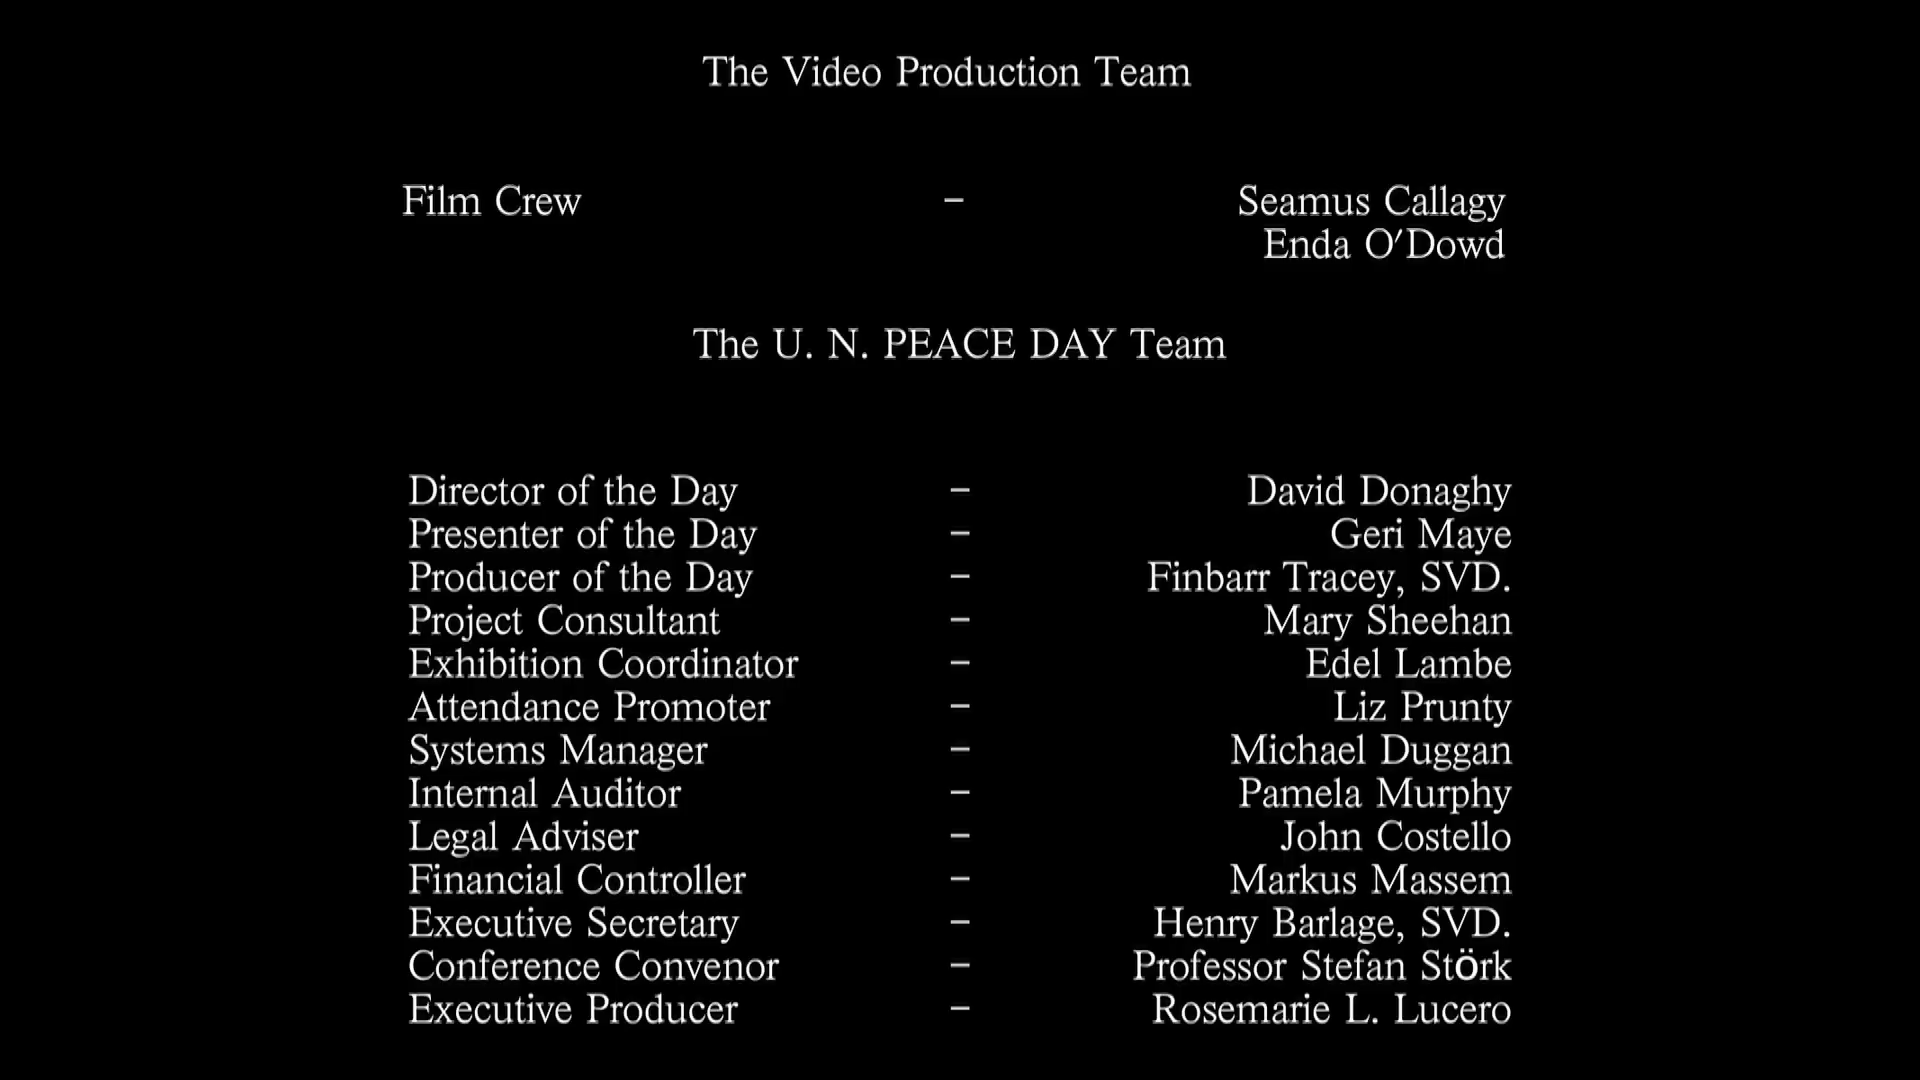 The Video Production Team
Film Crew – Seamus Callagy
Enda O'Dowd
The U. N. PEACE DAY Team
Director of the Day – David Donaghy
Presenter of the Day – Geri Maye
Producer of the Day – Finbarr Tracey, SVD.
Project Consultant – Mary Sheehan
Exhibition Coordinator – Edel Lambe
Attendance Promoter – Liz Prunty
Systems Manager – Michael Duggan
Internal Auditor – Pamela Murphy
Legal Adviser – John Costello
Financial Controller – Markus Massem
Executive Secretary – Henry Barlage, SVD.
Conference Convenor – Professor Stefan Störk
Executive Producer – Rosemarie L. Lucero